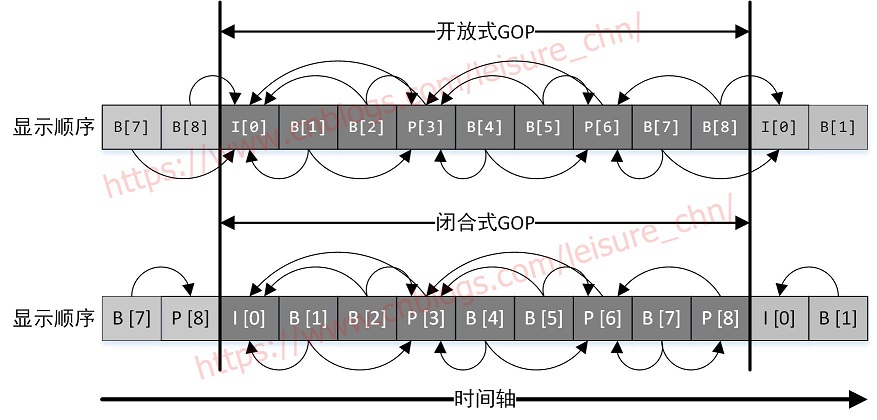 开放式GOP
显示顺序 B[7] B[8] I[0] B[1] B[2] P[3] B[4] B[5] P[6] B[7] B[8] I[0] B[1]
https://www.cnblogs.com/leisure_chn/
闭合式GOP
显示顺序 B [7] P [8] I [0] B [1] B [2] P [3] B [4] B [5] P [6] B [7] P [8] I [0] B [1]
https://www.cnblogs.com/leisure_chn/
时间轴